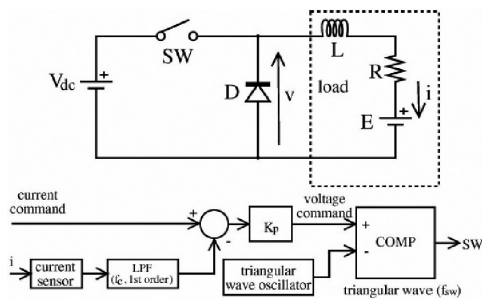 SW
L
V_dc
D
v
load
R
i
E
current command
voltage command
+
-
K_p
+
-
COMP
SW
i
current sensor
LPF
(f_c, 1st order)
triangular wave oscillator
triangular wave (f_sw)